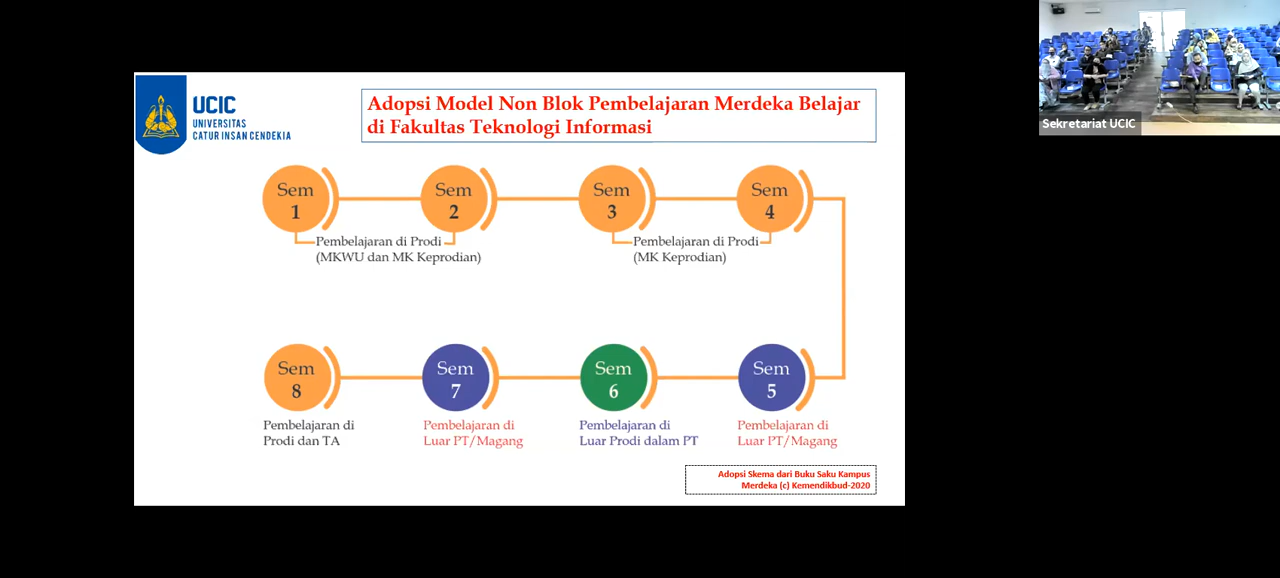 UCIC
UNIVERSITAS
CATUR INSAN CENDEKIA
Adopsi Model Non Blok Pembelajaran Merdeka Belajar
di Fakultas Teknologi Informasi
Sekretariat UCIC
Sem
1
Sem
2
Sem
3
Sem
4
Pembelajaran di Prodi
(MKWU dan MK Keprodian)
Pembelajaran di Prodi
(MK Keprodian)
Sem
8
Sem
7
Sem
6
Sem
5
Pembelajaran di
Prodi dan TA
Pembelajaran di
Luar PT/Magang
Pembelajaran di
Luar Prodi dalam PT
Pembelajaran di
Luar PT/Magang
Adopsi Skema dari Buku Saku Kampus
Merdeka (c) Kemendikbud-2020